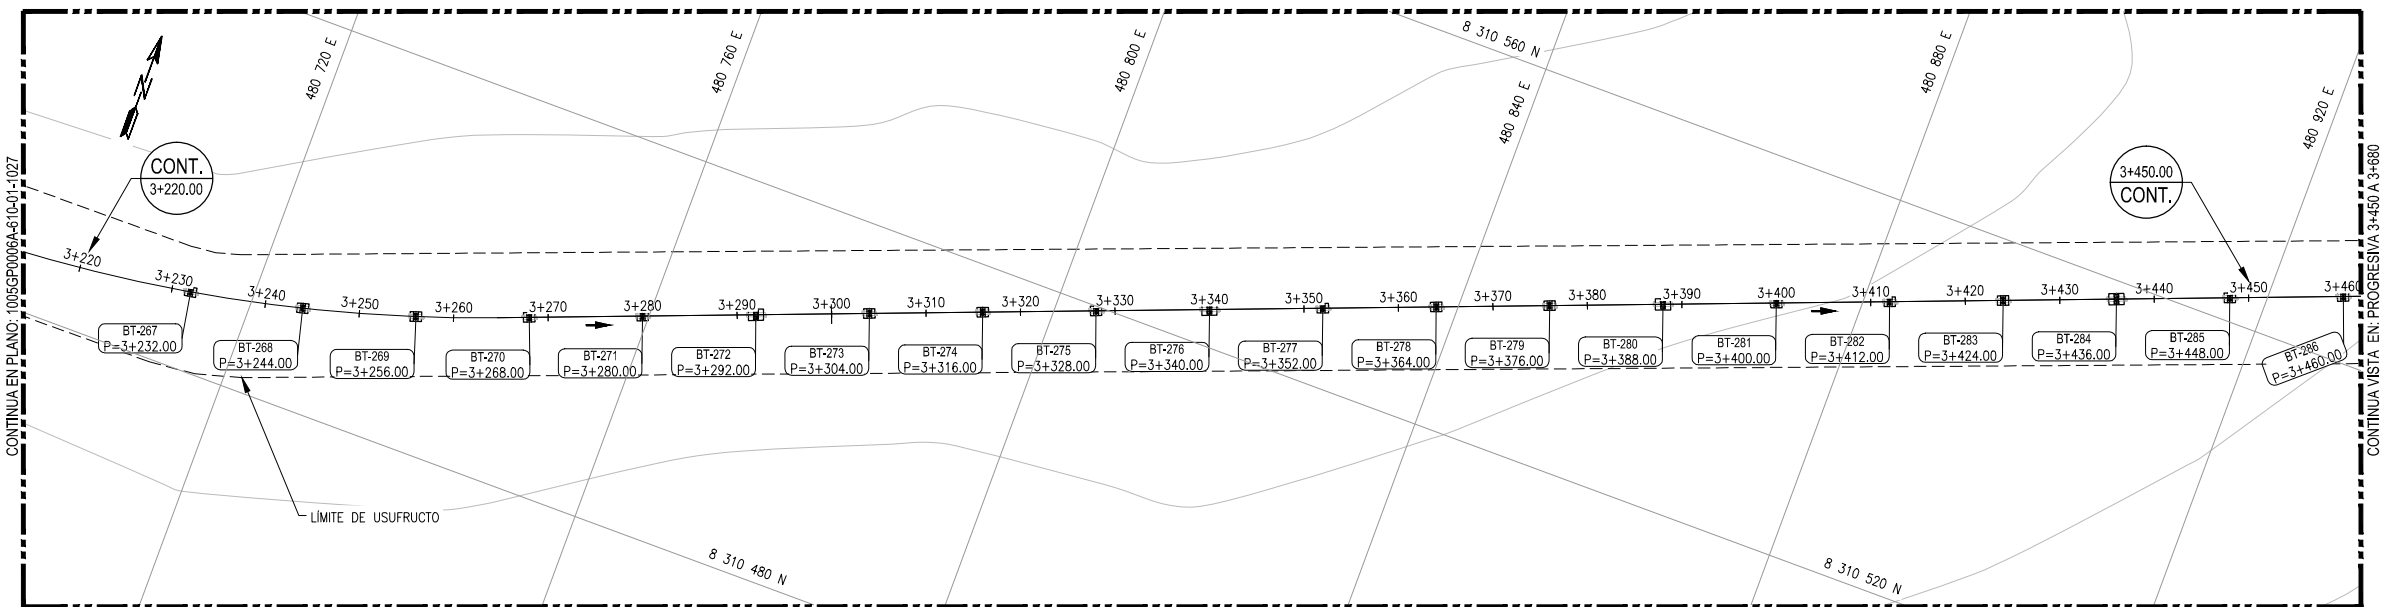 480 720 E
480 760 E
480 800 E
8 310 560 N
480 840 E
480 880 E
480 920 E
N
CONT.
3+220.00
3+450.00
CONT.
CONTINUA EN PLANO: 1005GP0006A-610-01-1027
CONTINUA VISTA EN: PROGRESIVA 3+450 A 3+680
3+220
3+230
3+240
3+250
3+260
3+270
3+280
3+290
3+300
3+310
3+320
3+330
3+340
3+350
3+360
3+370
3+380
3+390
3+400
3+410
3+420
3+430
3+440
3+450
3+460
BT-267
P=3+232.00
BT-268
P=3+244.00
BT-269
P=3+256.00
BT-270
P=3+268.00
BT-271
P=3+280.00
BT-272
P=3+292.00
BT-273
P=3+304.00
BT-274
P=3+316.00
BT-275
P=3+328.00
BT-276
P=3+340.00
BT-277
P=3+352.00
BT-278
P=3+364.00
BT-279
P=3+376.00
BT-280
P=3+388.00
BT-281
P=3+400.00
BT-282
P=3+412.00
BT-283
P=3+424.00
BT-284
P=3+436.00
BT-285
P=3+448.00
BT-286
P=3+460.00
LÍMITE DE USUFRUCTO
8 310 480 N
8 310 520 N